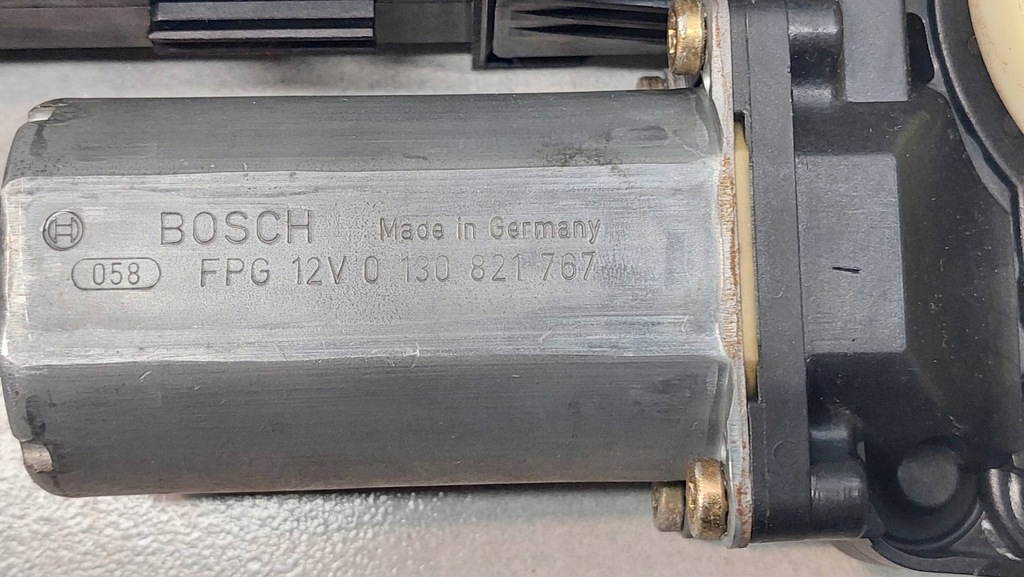 BOSCH Made in Germany
058 FPG 12V 0 130 821 767